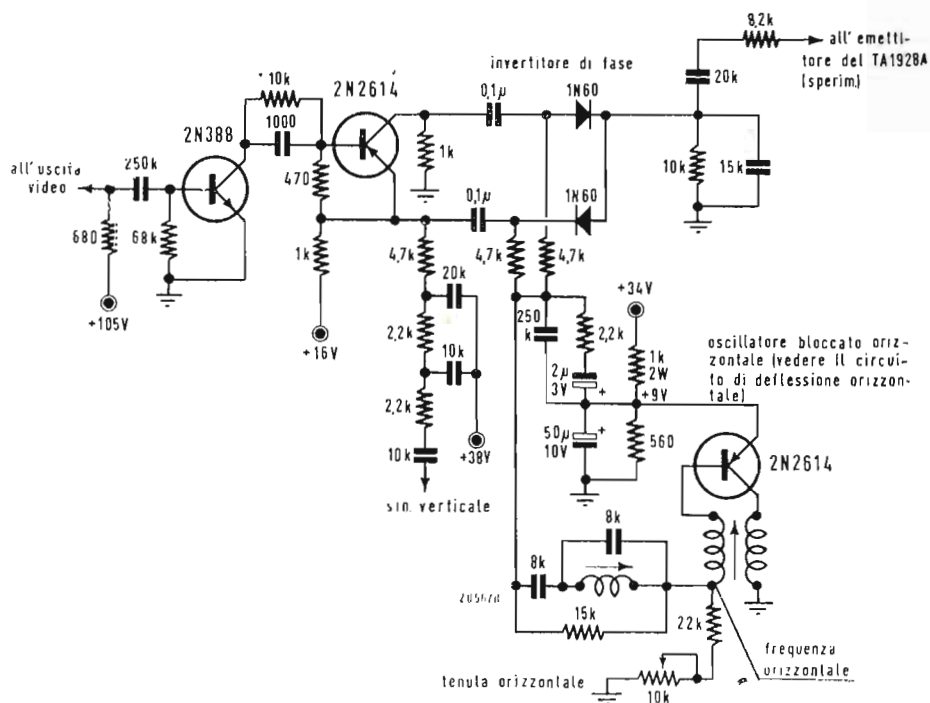 8,2k
all' emetti-
tore del TA1928A
(sperim.)
20k
invertitore di fase
10k
2N2614
0,1µ
1N60
2N388
1000
1k
10k
15k
all'uscita
video
250k
470
0,1µ
1N60
680
68k
1k
4,7k
4,7k
4,7k
20k
+34V
+105V
+16V
2,2k
10k
250
k
2,2k
1k
2W
oscillatore bloccato oriz-
zontale (vedere il circui-
to di deflessione orizzon-
tale)
2µ
3V
+
+9V
2,2k
50µ
10V
+
560
10k
+38V
2N2614
sin. verticale
8k
8k
15k
22k
frequenza
orizzontale
tenuta orizzontale
10k